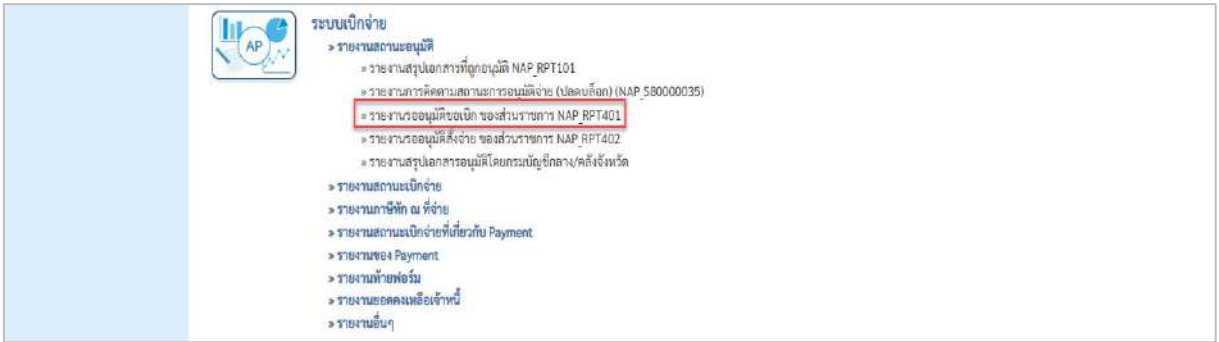 AP
ระบบเบิกจ่าย
» รายงานสถานะอนุมัติ
» รายงานสรุปเอกสารที่ถูกอนุมัติ NAP_RPT101
» รายงานการติดตามสถานะการอนุมัติจ่าย (ปลดบล็อก) (NAP_S80000035)
» รายงานรออนุมัติขอเบิก ของส่วนราชการ NAP_RPT401
» รายงานรออนุมัติสั่งจ่าย ของส่วนราชการ NAP_RPT402
» รายงานสรุปเอกสารอนุมัติโดยกรมบัญชีกลาง/คลังจังหวัด
» รายงานสถานะเบิกจ่าย
» รายงานภาษีหัก ณ ที่จ่าย
» รายงานสถานะเบิกจ่ายที่เกี่ยวกับ Payment
» รายงานของ Payment
» รายงานท้ายฟอร์ม
» รายงานยอดคงเหลือเจ้าหนี้
» รายงานอื่นๆ